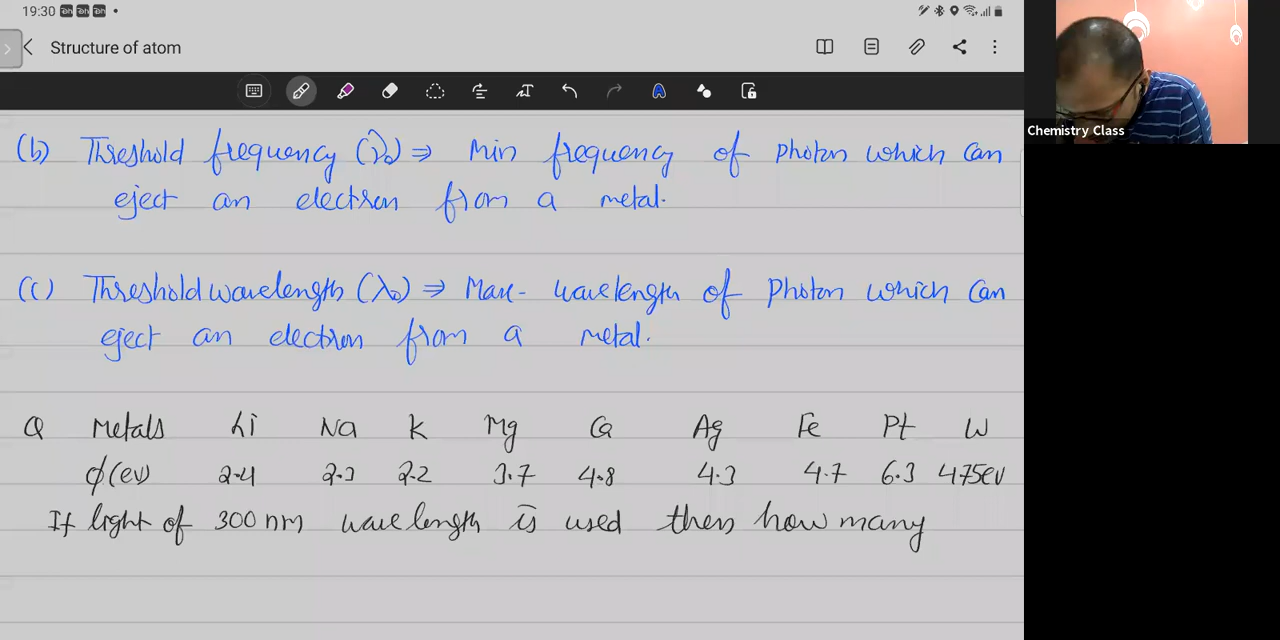 19:30
Structure of atom
Chemistry Class
(b) Threshold frequency (ν₀) ⇒ Min frequency of photon which can
eject an electron from a metal.
(c) Threshold wavelength (λ₀) ⇒ Max- wavelength of photon which can
eject an electron from a metal.
Q Metals Li Na K Mg Ca Ag Fe Pt W
ϕ(ev) 2.4 2.3 2.2 3.7 4.8 4.3 4.7 6.3 4.75ev
If light of 300 nm wavelength is used then how many